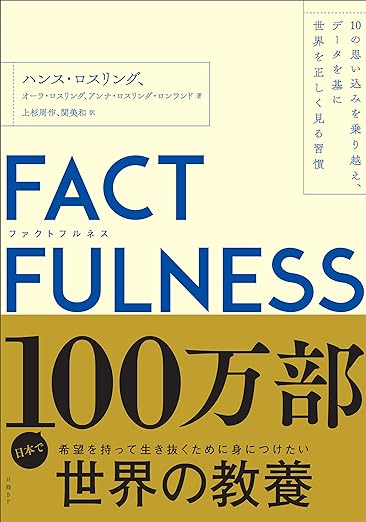 10の思い込みを乗り越え、
データを基に
世界を正しく見る習慣
ハンス・ロスリング、
オーラ・ロスリング、アンナ・ロスリング・ロンランド 著
上杉周作、関美和 訳
FACT
ファクトフルネス
FULNESS
100万部
日本で
希望を持って生き抜くために身につけたい
世界の教養
日経BP